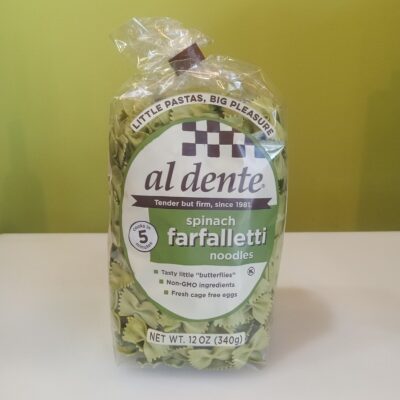 LITTLE PASTAS, BIG PLEASURE
al dente®
Tender but firm, since 1981.
cooks in
5
minutes
spinach
farfalletti
noodles
Tasty little "butterflies"
Non-GMO ingredients
Fresh cage free eggs
NET WT. 12 OZ (340g)